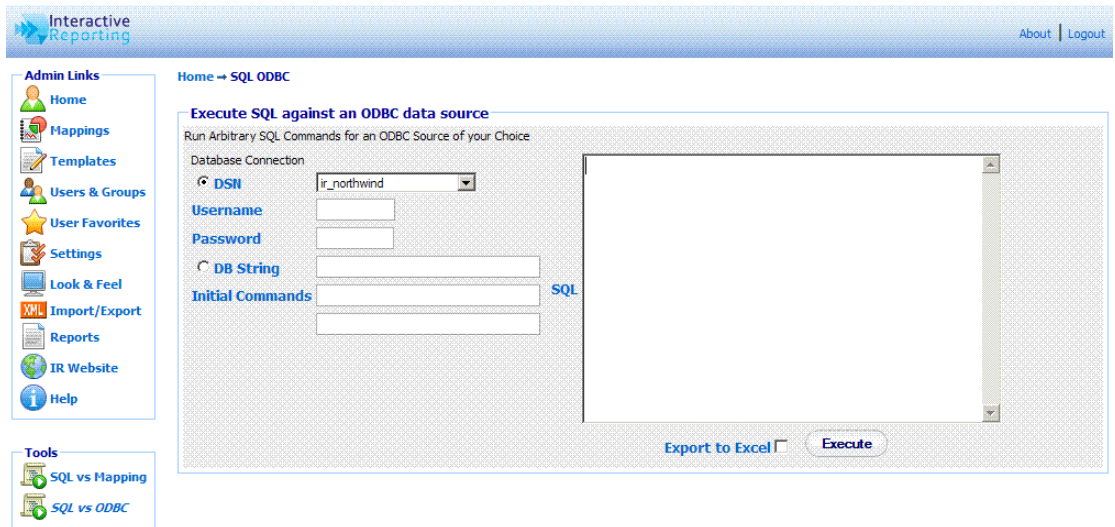 Interactive
Reporting
About | Logout
Admin Links
Home
Mappings
Templates
Users & Groups
User Favorites
Settings
Look & Feel
XML Import/Export
Reports
IR Website
Help
Tools
SQL vs Mapping
SQL vs ODBC
Home → SQL ODBC
Execute SQL against an ODBC data source
Run Arbitrary SQL Commands for an ODBC Source of your Choice
Database Connection
DSN ir_northwind
Username
Password
DB String
Initial Commands
SQL
Export to Excel Execute